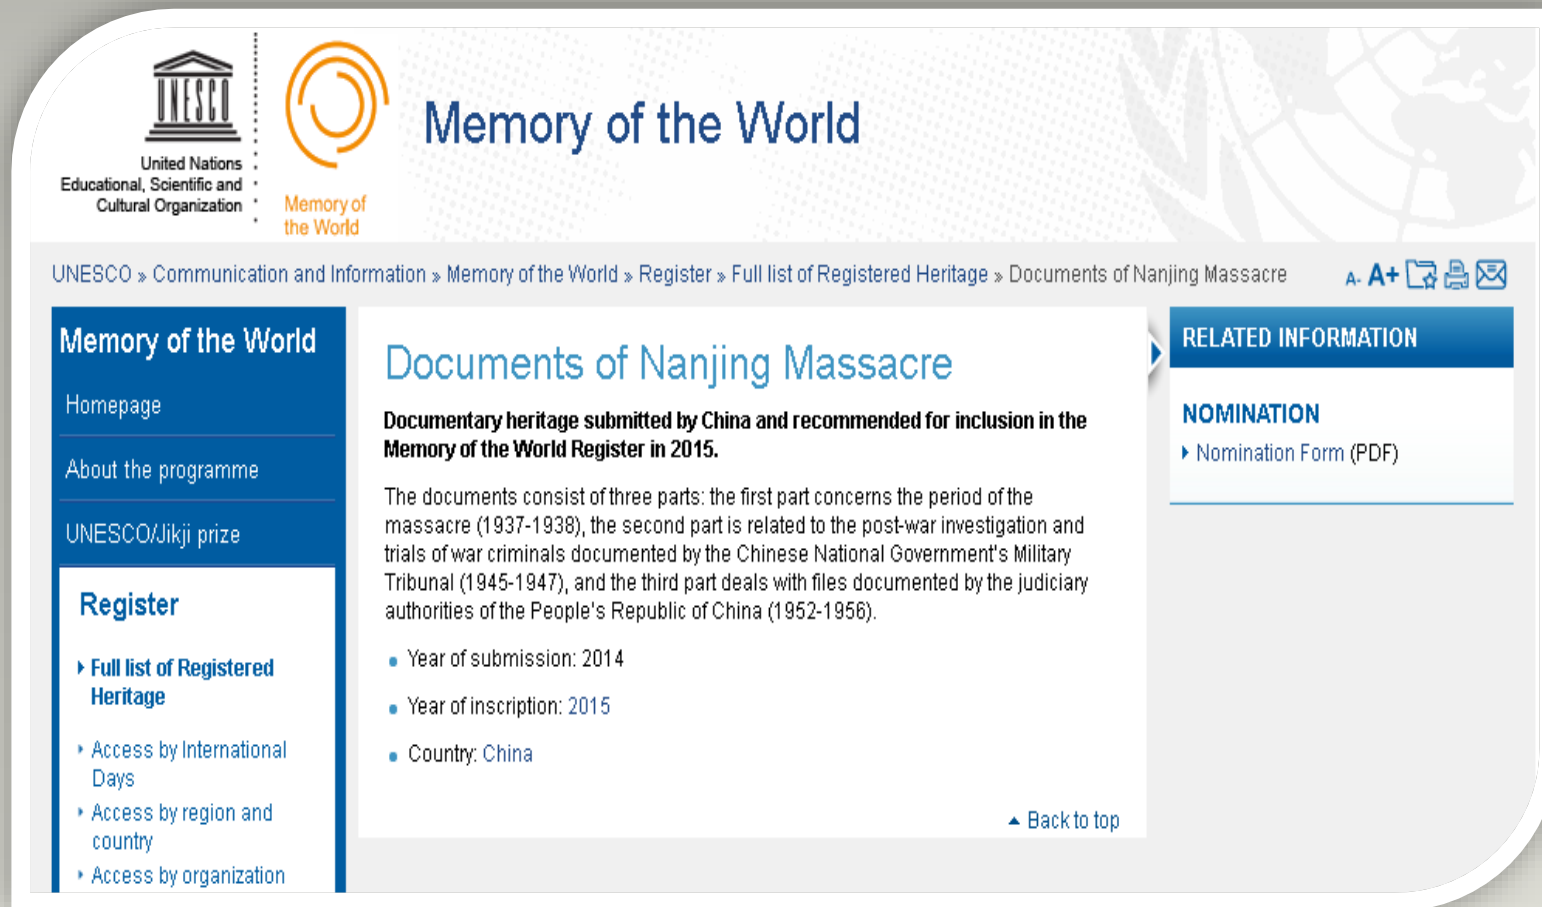 UNESCO
United Nations
Educational, Scientific and
Cultural Organization
Memory of
the World
Memory of the World
UNESCO » Communication and Information » Memory of the World » Register » Full list of Registered Heritage » Documents of Nanjing Massacre
A- A+
Memory of the World
Homepage
About the programme
UNESCO/Jikji prize
Register
Full list of Registered
Heritage
Access by International
Days
Access by region and
country
Access by organization
Documents of Nanjing Massacre
Documentary heritage submitted by China and recommended for inclusion in the
Memory of the World Register in 2015.
The documents consist of three parts: the first part concerns the period of the
massacre (1937-1938), the second part is related to the post-war investigation and
trials of war criminals documented by the Chinese National Government's Military
Tribunal (1945-1947), and the third part deals with files documented by the judiciary
authorities of the People's Republic of China (1952-1956).
Year of submission: 2014
Year of inscription: 2015
Country: China
Back to top
RELATED INFORMATION
NOMINATION
Nomination Form (PDF)